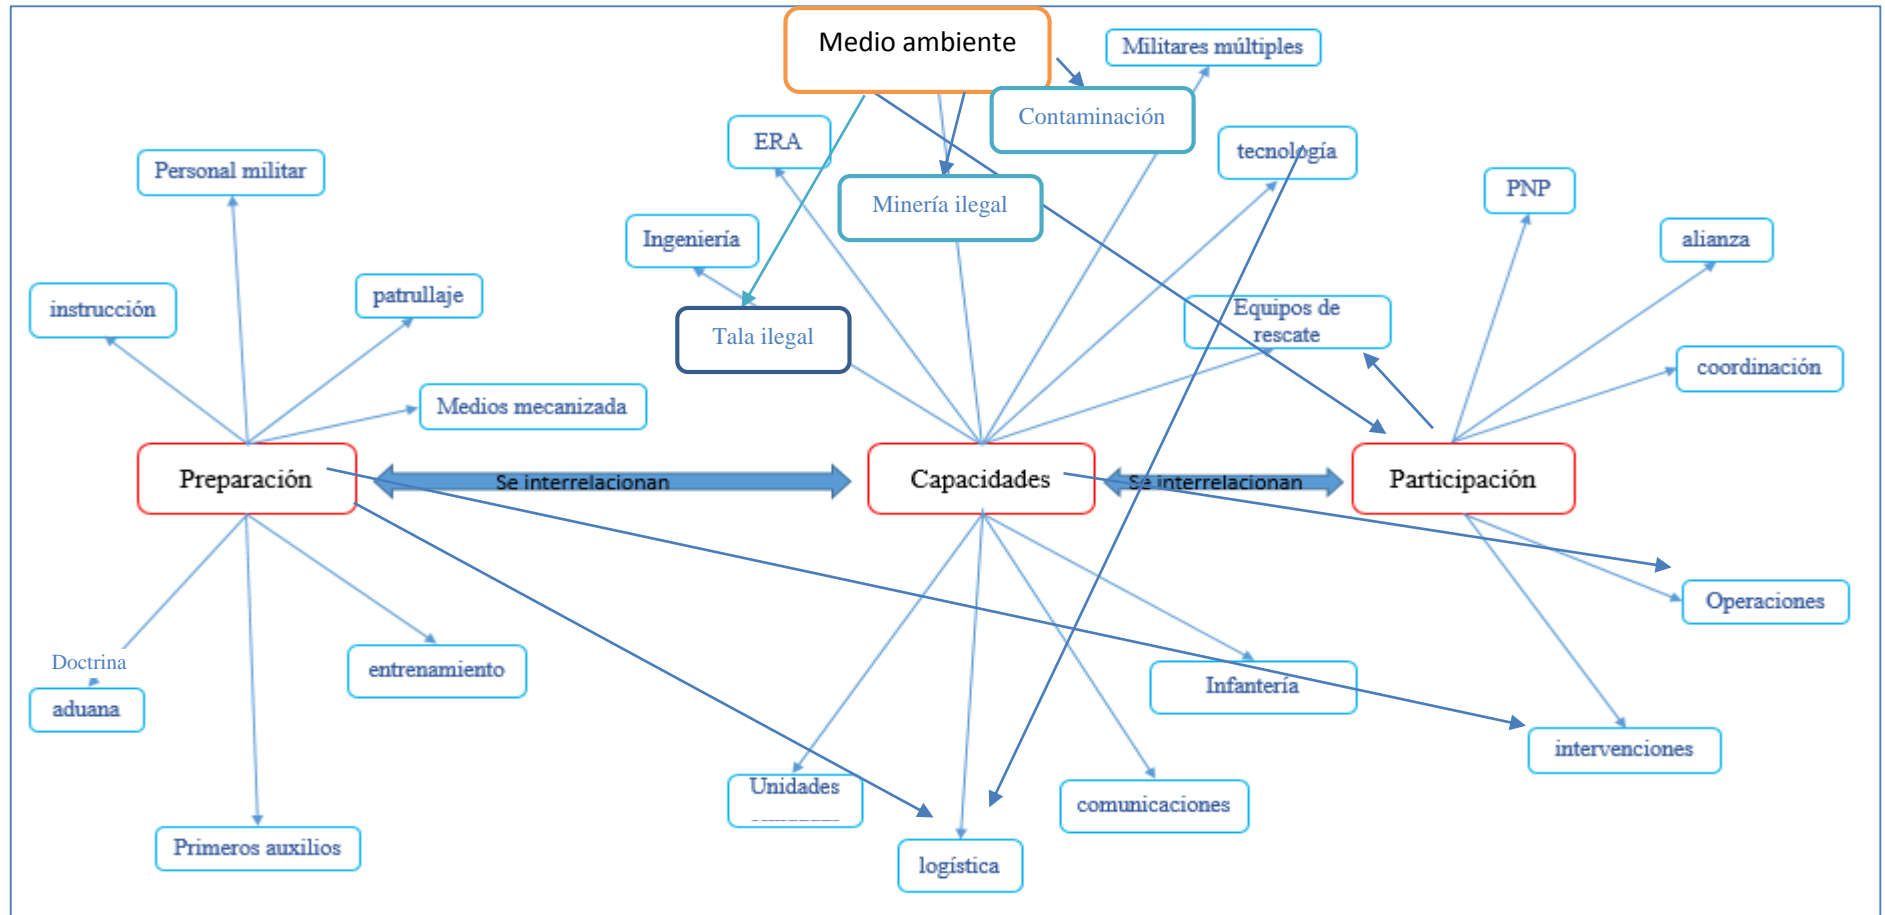 Medio ambiente
Militares múltiples
Contaminación
ERA
tecnología
Personal militar
PNP
Minería ilegal
Ingeniería
alianza
instrucción
patrullaje
Equipos de
rescate
Tala ilegal
coordinación
Medios mecanizada
Preparación
Se interrelacionan
Capacidades
Se interrelacionan
Participación
Operaciones
Doctrina
aduana
entrenamiento
Infantería
intervenciones
Unidades
comunicaciones
Primeros auxilios
logística